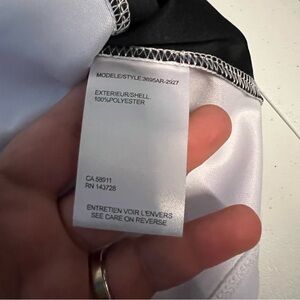 MODELE/STYLE:3695AR-2927
EXTERIEUR/SHELL
100%POLYESTER
CA 58911
RN 143728
ENTRETIEN VOIR L'ENVERS
SEE CARE ON REVERSE